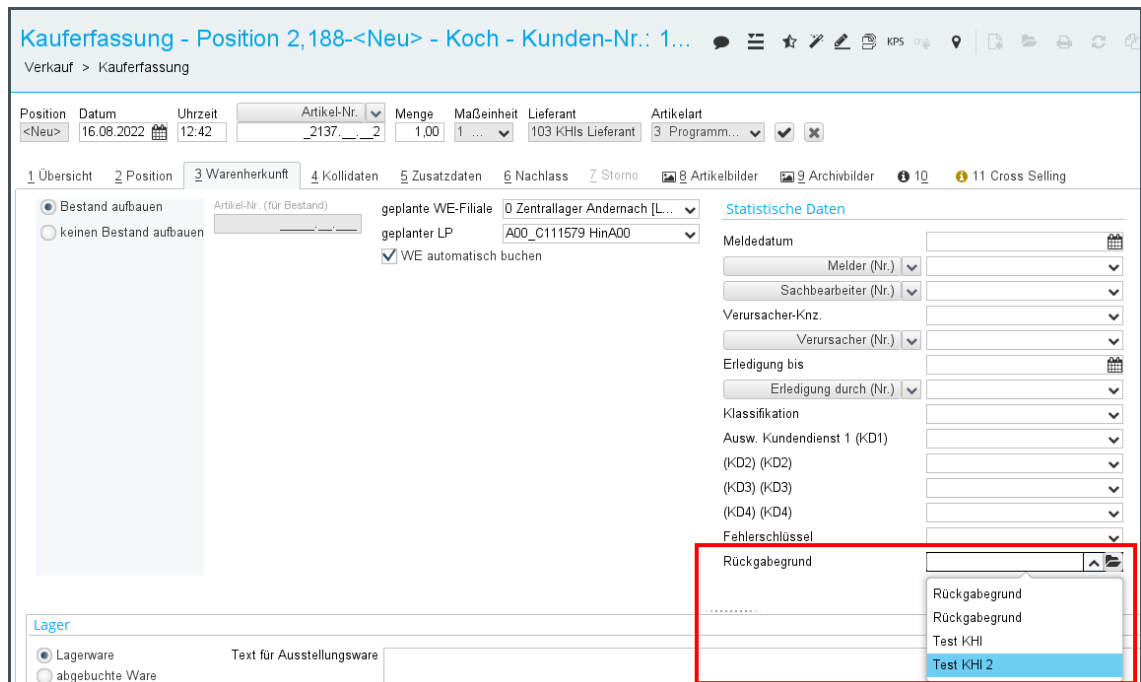 Kauferfassung - Position 2,188-<Neu> - Koch - Kunden-Nr.: 1...
KPS
Verkauf > Kauferfassung
Position Datum Uhrzeit Artikel-Nr. Menge Maßeinheit Lieferant Artikelart
<Neu> 16.08.2022 12:42 _2137.__.__2 1,00 1 ... 103 KHIs Lieferant 3 Programm...
1 Übersicht 2 Position 3 Warenherkunft 4 Kollidaten 5 Zusatzdaten 6 Nachlass 7 Storno 8 Artikelbilder 9 Archivbilder 10 11 Cross Selling
Bestand aufbauen
keinen Bestand aufbauen
Artikel-Nr. (für Bestand)
_____.__.___
geplante WE-Filiale 0 Zentrallager Andernach [L...
geplanter LP A00_C111579 HinA00
WE automatisch buchen
Statistische Daten
Meldedatum
Melder (Nr.)
Sachbearbeiter (Nr.)
Verursacher-Knz.
Verursacher (Nr.)
Erledigung bis
Erledigung durch (Nr.)
Klassifikation
Ausw. Kundendienst 1 (KD1)
(KD2) (KD2)
(KD3) (KD3)
(KD4) (KD4)
Fehlerschlüssel
Rückgabegrund
Rückgabegrund
Rückgabegrund
Test KHI
Test KHI 2
Lager
Lagerware
abgebuchte Ware
Text für Ausstellungsware